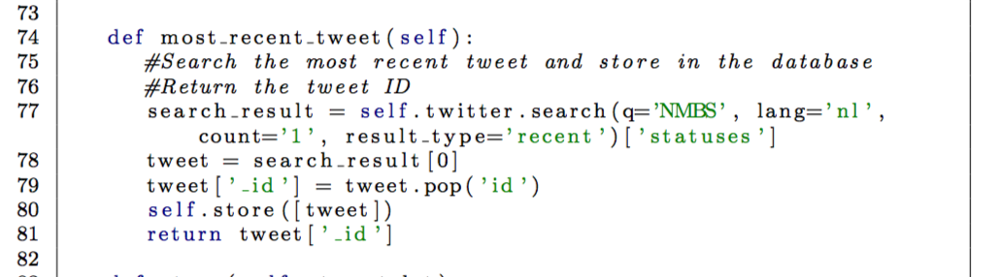 73
74 def most_recent_tweet(self):
75 #Search the most recent tweet and store in the database
76 #Return the tweet ID
77 search_result = self.twitter.search(q='NMBS', lang='nl',
count='1', result_type='recent')['statuses']
78 tweet = search_result[0]
79 tweet['_id'] = tweet.pop('id')
80 self.store([tweet])
81 return tweet['_id']
82